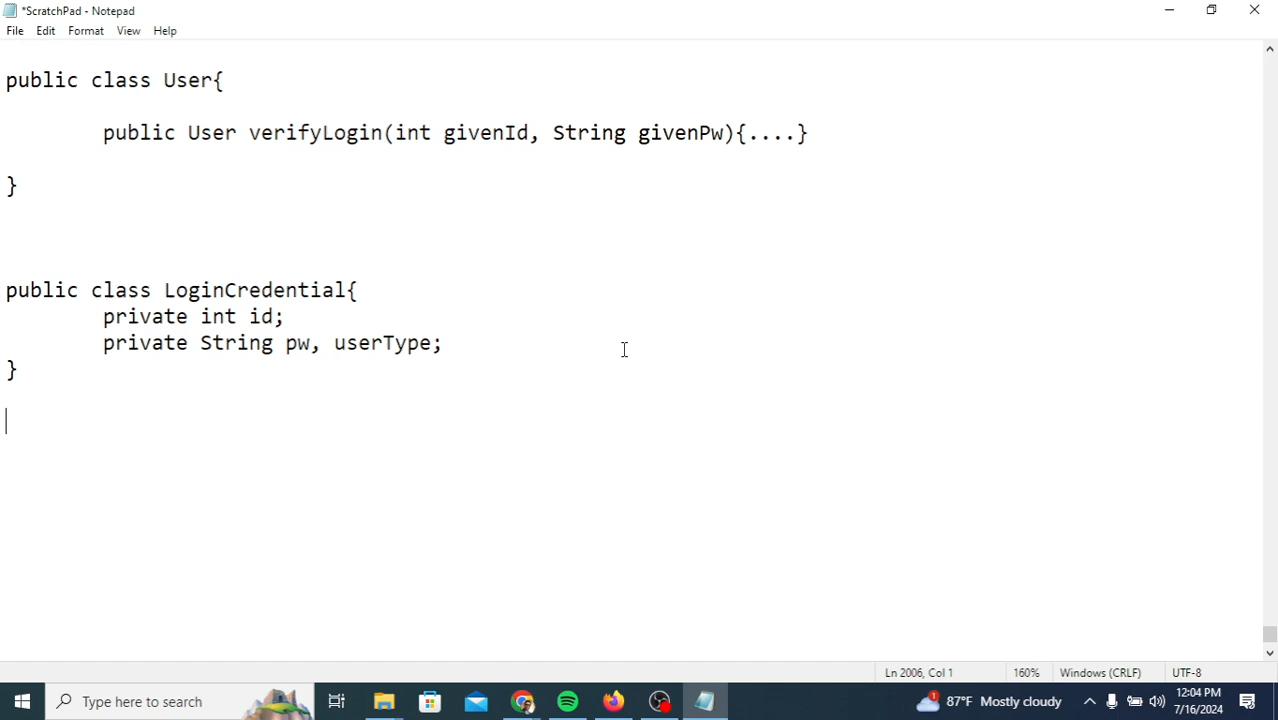 *ScratchPad - Notepad
File Edit Format View Help
public class User{
public User verifyLogin(int givenId, String givenPw){....}
}
public class LoginCredential{
private int id;
private String pw, userType;
}
Ln 2006, Col 1 160% Windows (CRLF) UTF-8
Type here to search
1 87°F Mostly cloudy
12:04 PM
7/16/2024